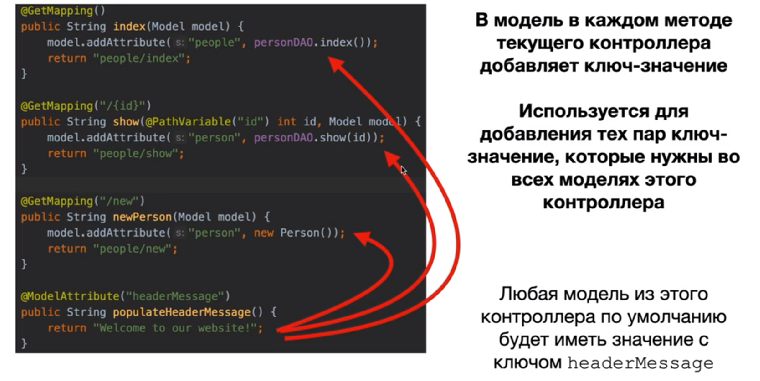 @GetMapping()
public String index(Model model) {
    model.addAttribute( s: "people", personDAO.index());
    return "people/index";
}
@GetMapping("/{id}")
public String show(@PathVariable("id") int id, Model model) {
    model.addAttribute( s: "person", personDAO.show(id));
    return "people/show";
}
@GetMapping("/new")
public String newPerson(Model model) {
    model.addAttribute( s: "person", new Person());
    return "people/new";
}
@ModelAttribute("headerMessage")
public String populateHeaderMessage() {
    return "Welcome to our website!";
}
В модель в каждом методе
текущего контроллера
добавляет ключ-значение
Используется для
добавления тех пар ключ-
значение, которые нужны во
всех моделях этого
контроллера
Любая модель из этого
контроллера по умолчанию
будет иметь значение с
ключом headerMessage